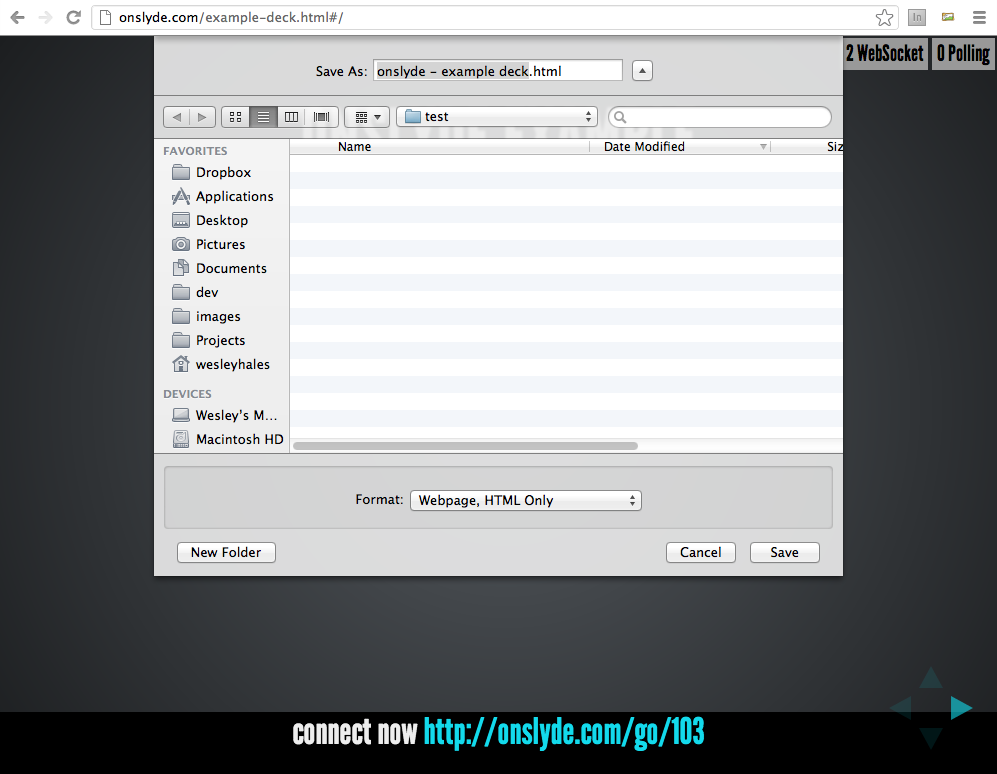 onslyde.com/example-deck.html#/
In
2 WebSocket
0 Polling
Save As:
onslyde – example deck.html
test
ONSLYDE EXAMPLE
FAVORITES
Dropbox
Applications
Desktop
Pictures
Documents
dev
images
Projects
wesleyhales
DEVICES
Wesley's M...
Macintosh HD
Name
Date Modified
Siz
Format:
Webpage, HTML Only
New Folder
Cancel
Save
connect now http://onslyde.com/go/103